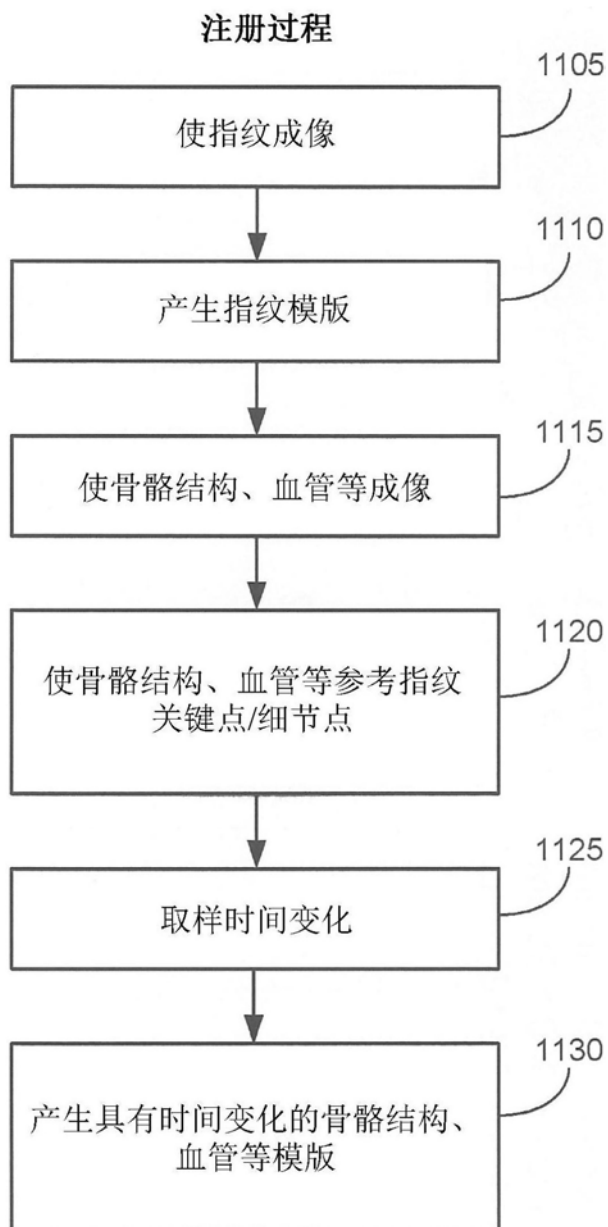 注册过程
1105
使指纹成像
1110
产生指纹模版
1115
使骨骼结构、血管等成像
1120
使骨骼结构、血管等参考指纹
关键点/细节点
1125
取样时间变化
1130
产生具有时间变化的骨骼结构、
血管等模版